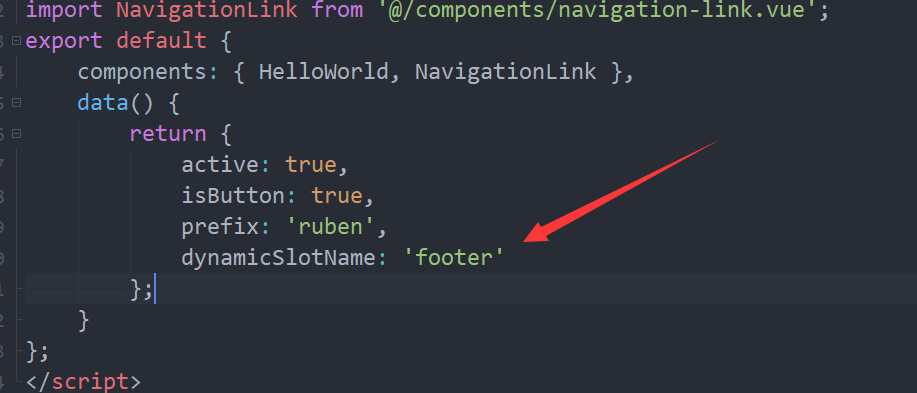 import NavigationLink from '@/components/navigation-link.vue';
export default {
components: { HelloWorld, NavigationLink },
data() {
return {
active: true,
isButton: true,
prefix: 'ruben',
dynamicSlotName: 'footer'
};
}
};
</script>